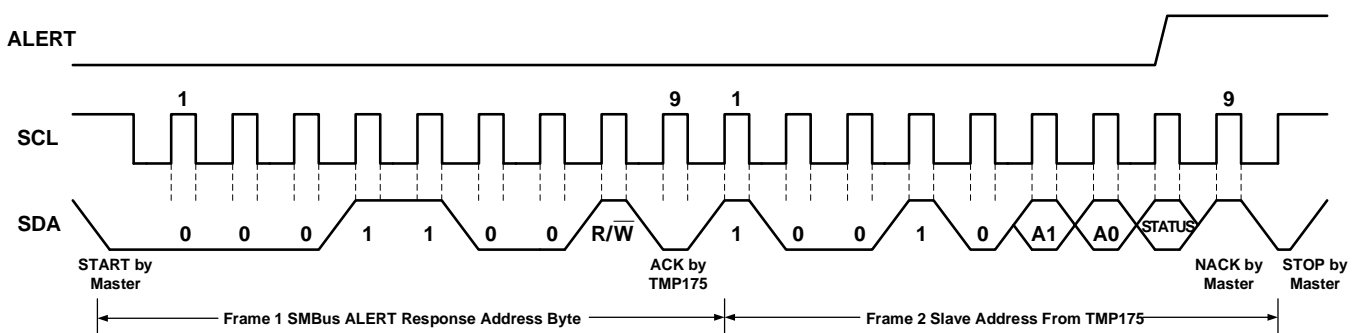 ALERT
1 9 1 9
SCL
SDA
0 0 0 1 1 0 0 R/W̅ 1 0 0 1 0 A1 A0 STATUS
START by
Master
ACK by
TMP175
NACK by
Master
STOP by
Master
Frame 1 SMBus ALERT Response Address Byte
Frame 2 Slave Address From TMP175